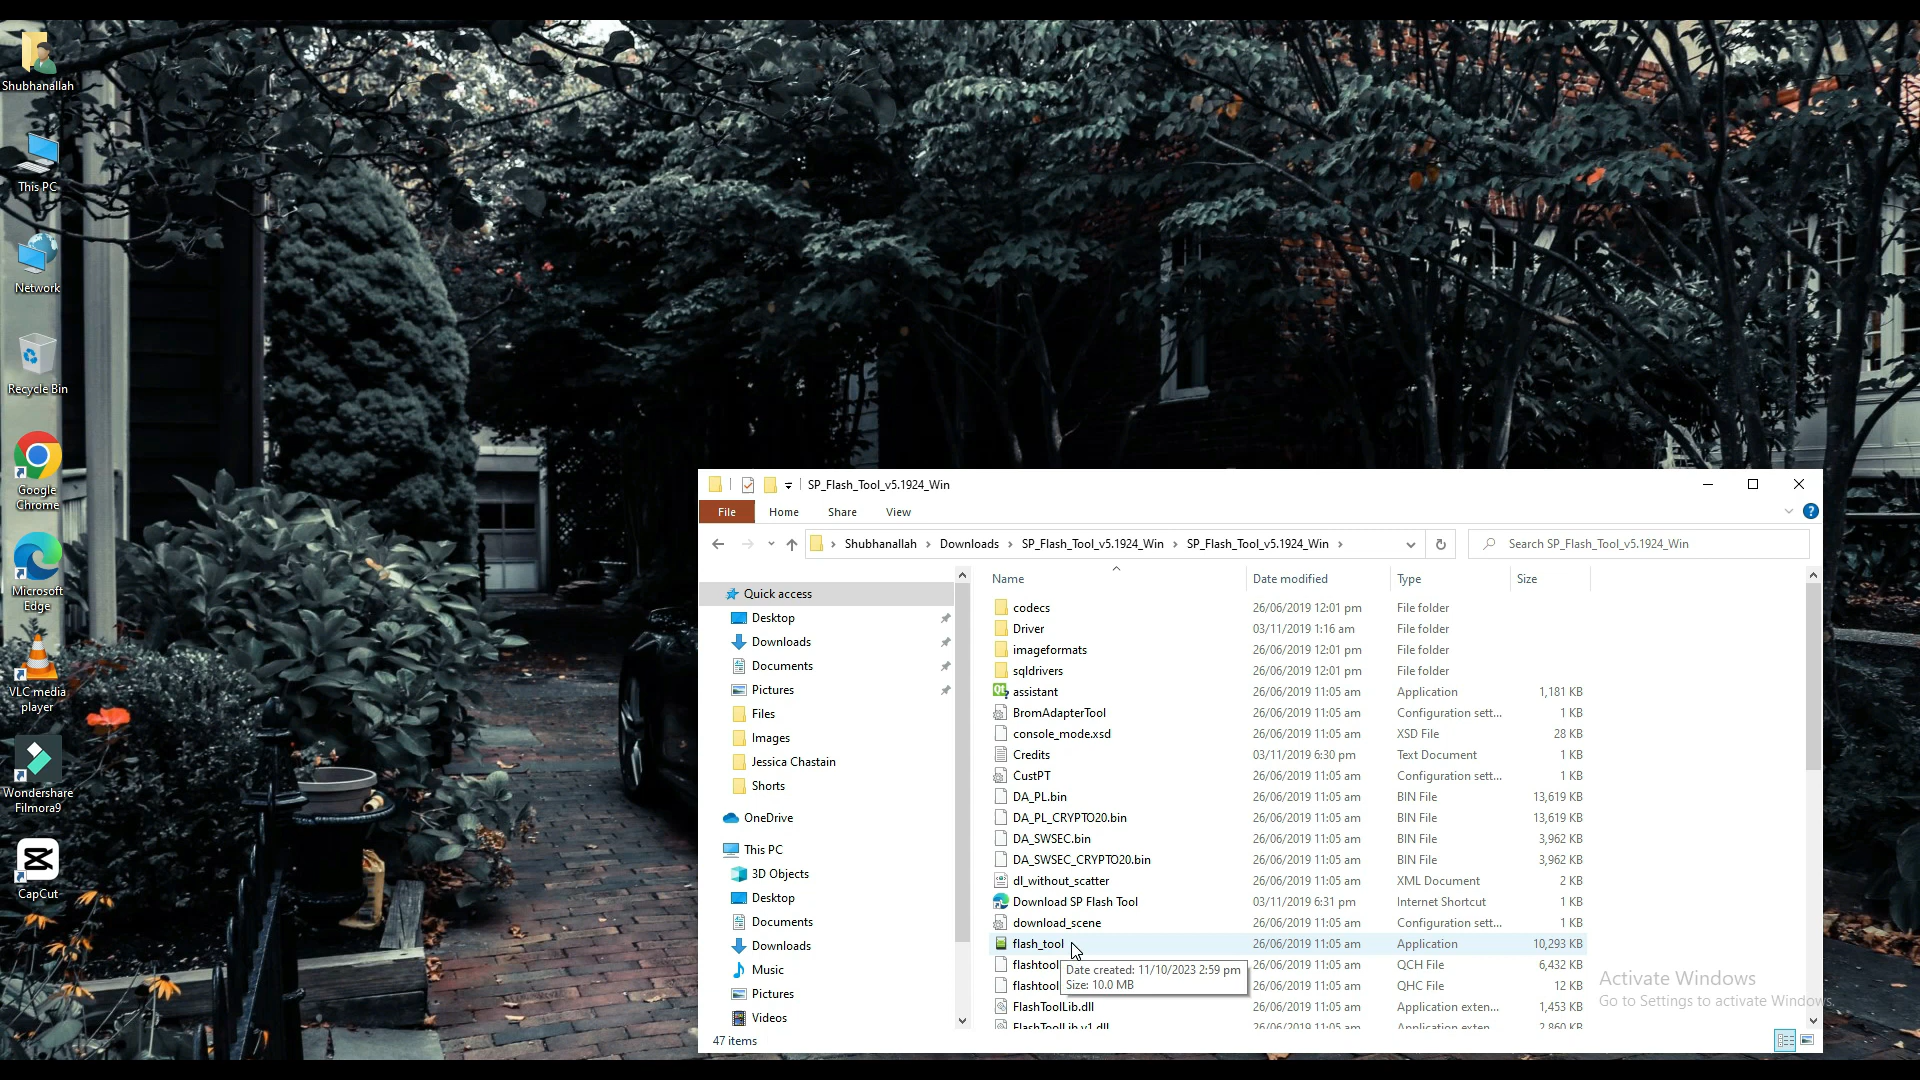 Shubhanallah
This PC
Network
Recycle Bin
Google
Chrome
Microsoft
Edge
VLC media
player
Wondershare
Filmora9
CapCut
SP_Flash_Tool_v5.1924_Win
File Home Share View
Shubhanallah Downloads SP_Flash_Tool_v5.1924_Win SP_Flash_Tool_v5.1924_Win
Search SP_Flash_Tool_v5.1924_Win
Quick access
Desktop
Downloads
Documents
Pictures
Files
Images
Jessica Chastain
Shorts
OneDrive
This PC
3D Objects
Desktop
Documents
Downloads
Music
Pictures
Videos
Name Date modified Type Size
codecs 26/06/2019 12:01 pm File folder
Driver 03/11/2019 1:16 am File folder
imageformats 26/06/2019 12:01 pm File folder
sqldrivers 26/06/2019 12:01 pm File folder
assistant 26/06/2019 11:05 am Application 1,181 KB
BromAdapterTool 26/06/2019 11:05 am Configuration sett... 1 KB
console_mode.xsd 26/06/2019 11:05 am XSD File 28 KB
Credits 03/11/2019 6:30 pm Text Document 1 KB
CustPT 26/06/2019 11:05 am Configuration sett... 1 KB
DA_PL.bin 26/06/2019 11:05 am BIN File 13,619 KB
DA_PL_CRYPTO20.bin 26/06/2019 11:05 am BIN File 13,619 KB
DA_SWSEC.bin 26/06/2019 11:05 am BIN File 3,962 KB
DA_SWSEC_CRYPTO20.bin 26/06/2019 11:05 am BIN File 3,962 KB
dl_without_scatter 26/06/2019 11:05 am XML Document 2 KB
Download SP Flash Tool 03/11/2019 6:31 pm Internet Shortcut 1 KB
download_scene 26/06/2019 11:05 am Configuration sett... 1 KB
flash_tool 26/06/2019 11:05 am Application 10,293 KB
flashtool 26/06/2019 11:05 am QCH File 6,432 KB
flashtool 26/06/2019 11:05 am QHC File 12 KB
Date created: 11/10/2023 2:59 pm
Size: 10.0 MB
FlashToolLib.dll 26/06/2019 11:05 am Application exten... 1,453 KB
FlashToolLib.v1.dll 26/06/2019 11:05 am Application exten... 2,860 KB
47 items
Activate Windows
Go to Settings to activate Windows.